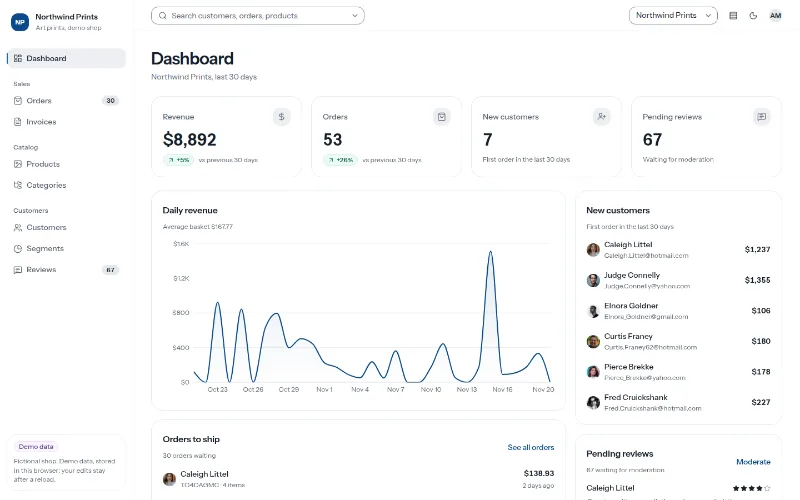 NP
Northwind Prints
Art prints, demo shop
Search customers, orders, products
Northwind Prints
AM
Dashboard
Sales
Orders 30
Invoices
Catalog
Products
Categories
Customers
Customers
Segments
Reviews 67
Demo data
Fictional shop. Demo data, stored
in this browser: your edits stay
after a reload.
Dashboard
Northwind Prints, last 30 days
Revenue
$8,892
+5% vs previous 30 days
Orders
53
+26% vs previous 30 days
New customers
7
First order in the last 30 days
Pending reviews
67
Waiting for moderation
Daily revenue
Average basket $167.77
$1.6K
$1.2K
$800
$400
$0
Oct 23 Oct 26 Oct 29 Nov 1 Nov 4 Nov 7 Nov 10 Nov 13 Nov 16 Nov 20
New customers
First order in the last 30 days
Caleigh Littel
Caleigh.Littel@hotmail.com
$1,237
Judge Connelly
Judge.Connelly@yahoo.com
$1,355
Elnora Goldner
Elnora_Goldner@gmail.com
$106
Curtis Franey
Curtis.Franey62@hotmail.com
$180
Pierce Brekke
Pierce_Brekke@yahoo.com
$178
Fred Cruickshank
Fred.Cruickshank@hotmail.com
$227
Orders to ship
30 orders waiting
See all orders
Caleigh Littel
4 items
$138.93
2 days ago
Pending reviews
67 waiting for moderation
Moderate
Caleigh Littel